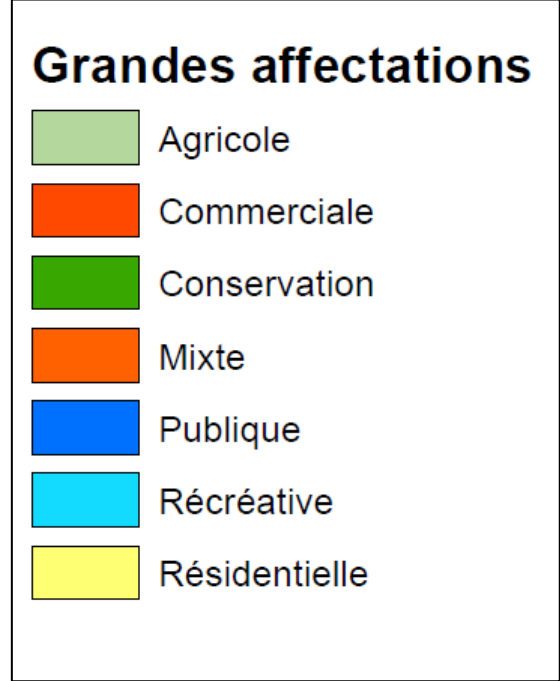 Grandes affectations
Agricole
Commerciale
Conservation
Mixte
Publique
Récréative
Résidentielle